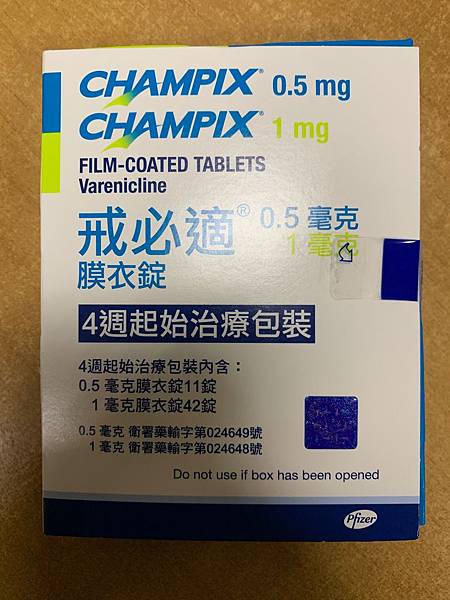 CHAMPIX® 0.5 mg
CHAMPIX® 1 mg
FILM-COATED TABLETS
Varenicline
戒必適® 0.5 毫克
1 毫克
膜衣錠
4週起始治療包裝
4週起始治療包裝內含：
0.5 毫克膜衣錠11錠
1 毫克膜衣錠42錠
0.5 毫克 衛署藥輸字第024649號
1 毫克 衛署藥輸字第024648號
Do not use if box has been opened
Pfizer